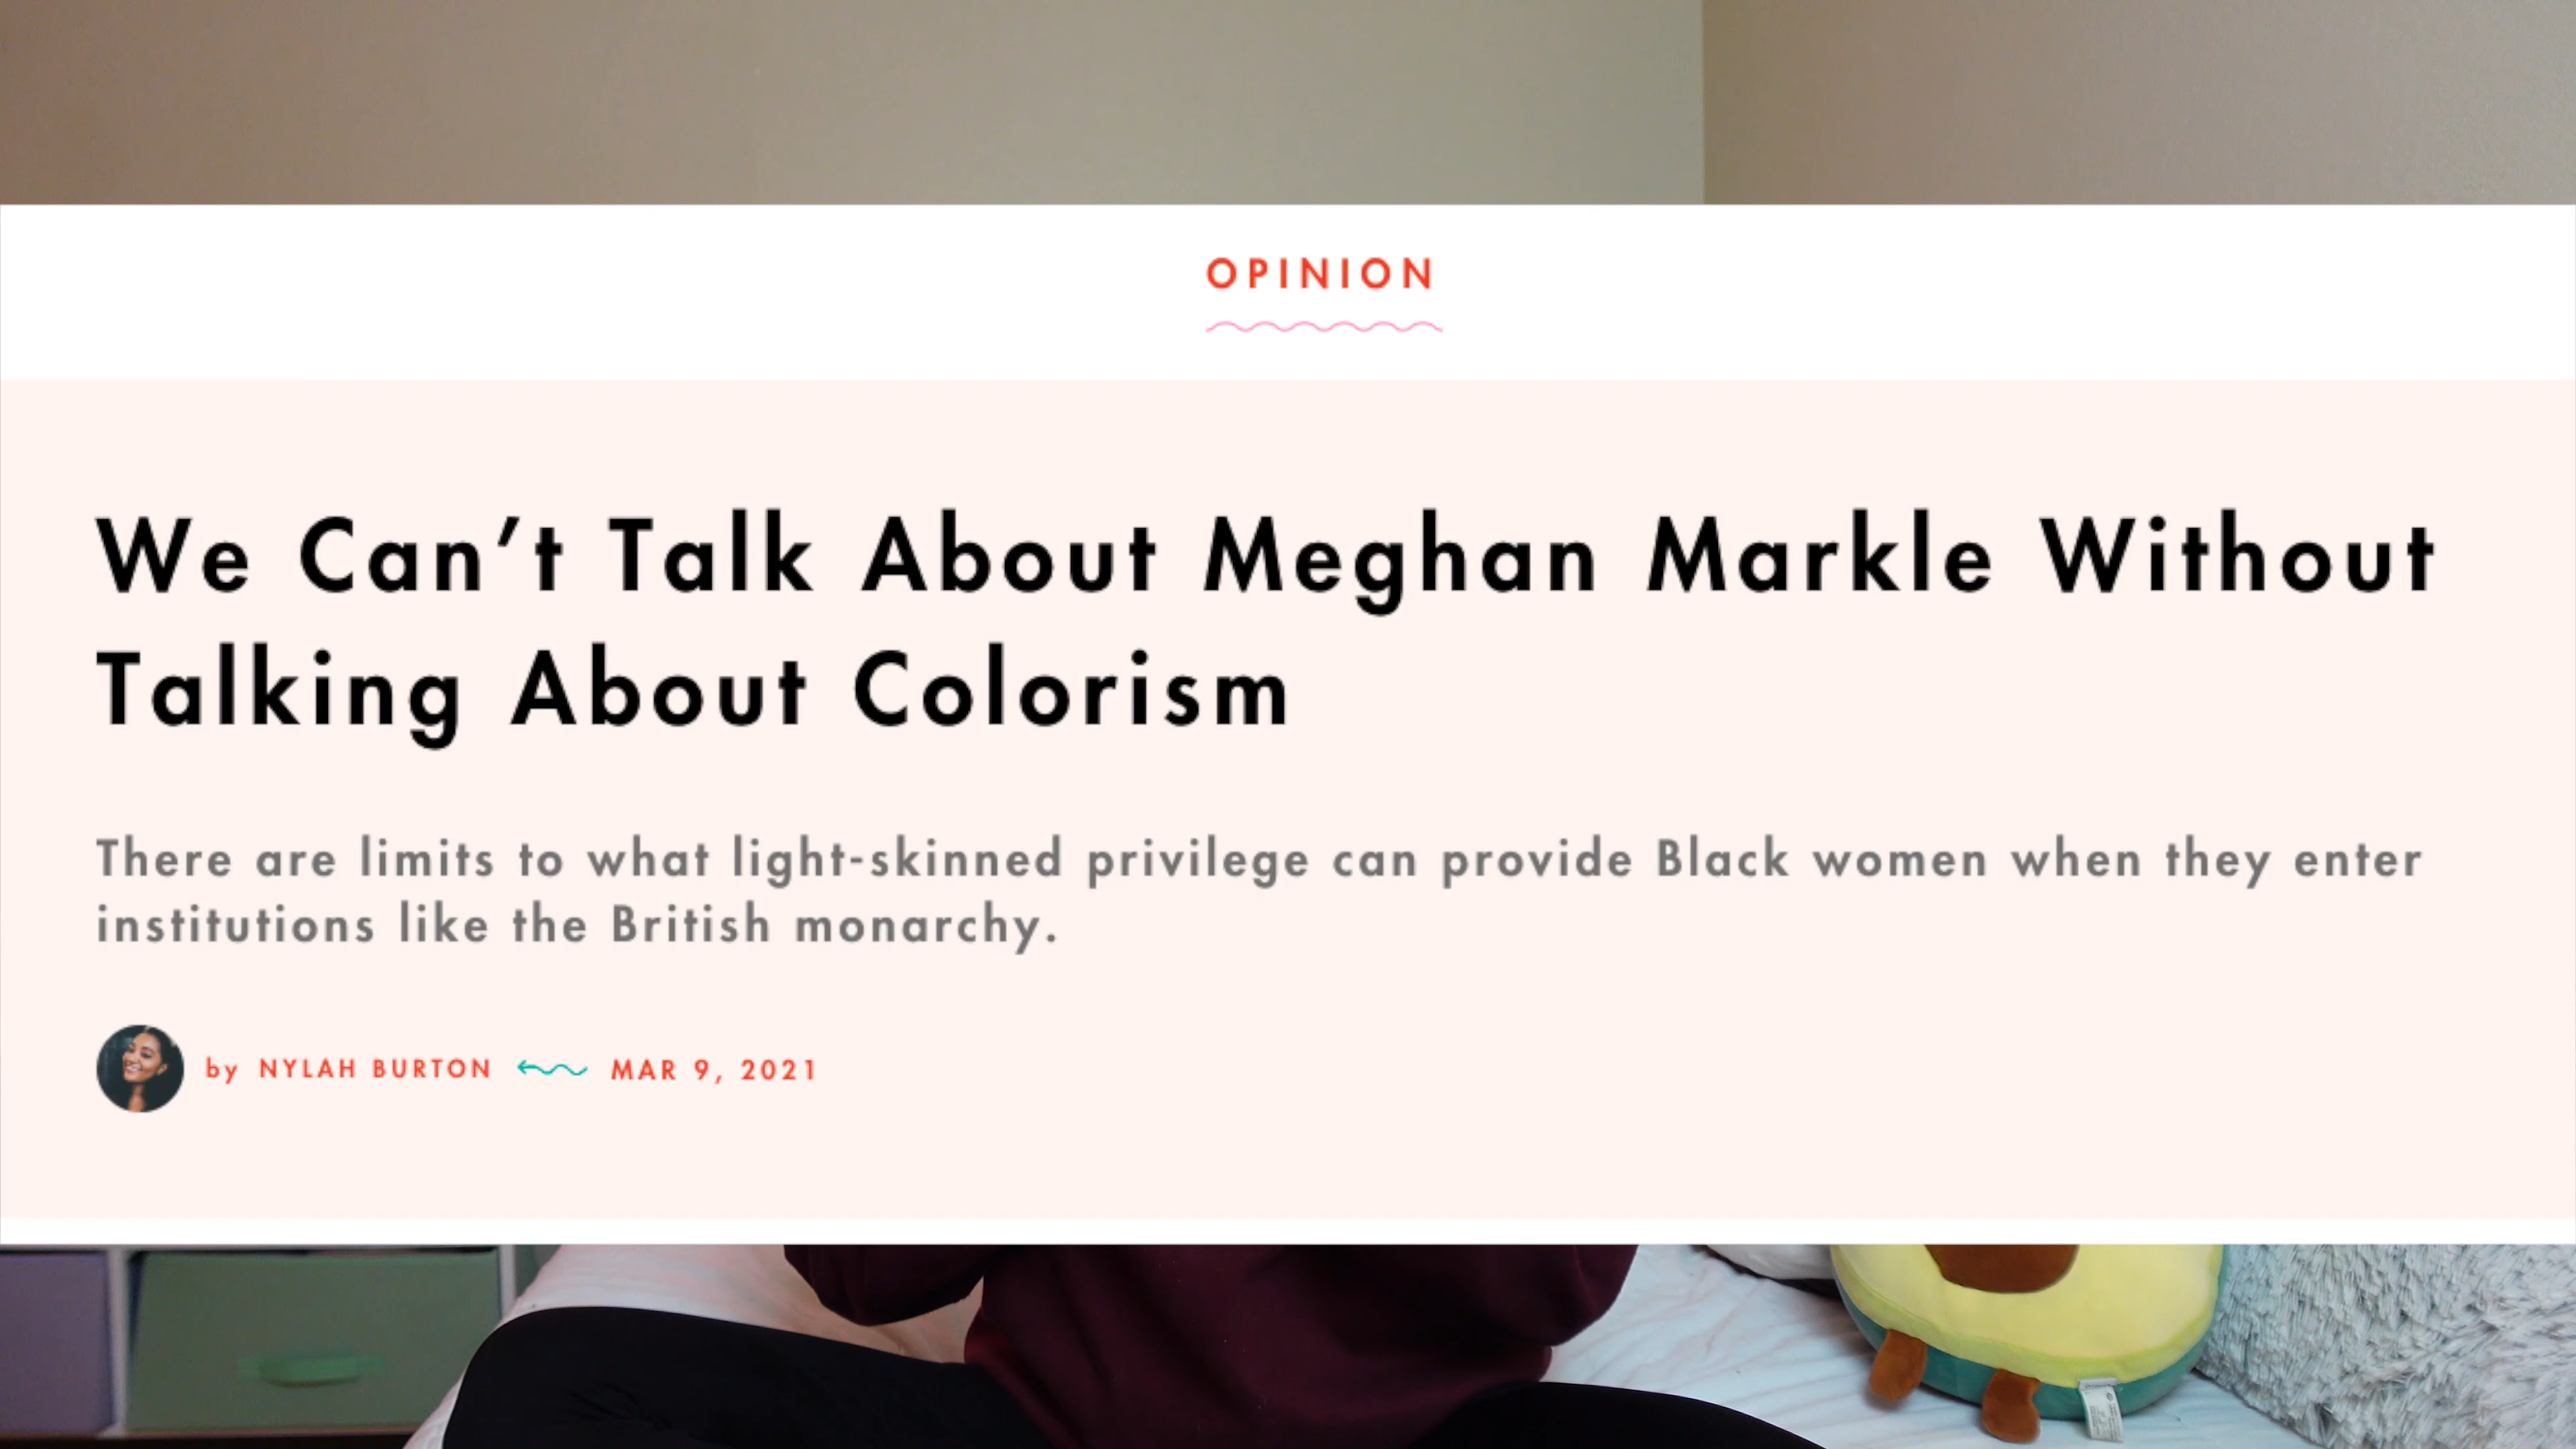 OPINION
We Can’t Talk About Meghan Markle Without
Talking About Colorism
There are limits to what light-skinned privilege can provide Black women when they enter
institutions like the British monarchy.
by NYLAH BURTON MAR 9, 2021